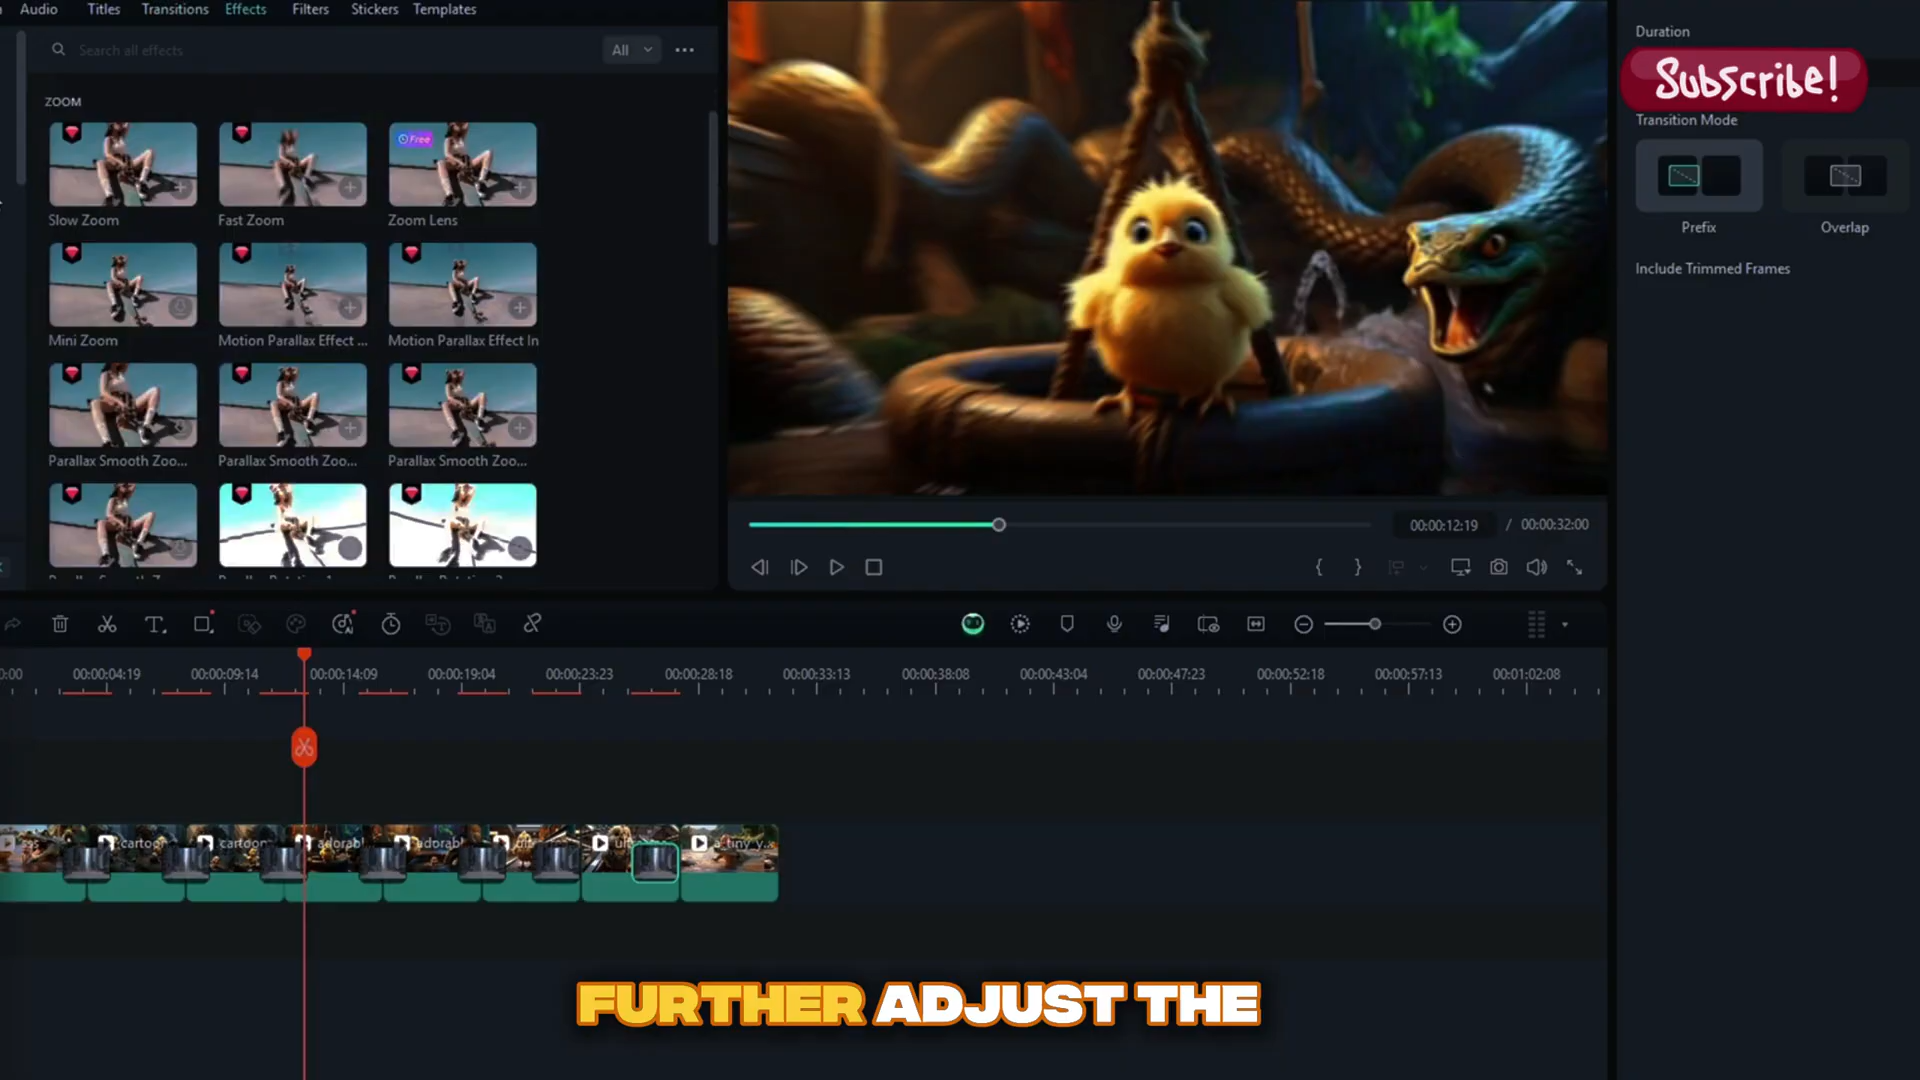 Audio Titles Transitions Effects Filters Stickers Templates
Search all effects All
ZOOM
Free
Slow Zoom Fast Zoom Zoom Lens
Mini Zoom Motion Parallax Effect ... Motion Parallax Effect In
Parallax Smooth Zoo... Parallax Smooth Zoo... Parallax Smooth Zoo...
00:00:12:19 / 00:00:32:00
Duration
Subscribe!
Transition Mode
Prefix Overlap
Include Trimmed Frames
0:00 00:00:04:19 00:00:09:14 00:00:14:09 00:00:19:04 00:00:23:23 00:00:28:18 00:00:33:13 00:00:38:08 00:00:43:04 00:00:47:23 00:00:52:18 00:00:57:13 00:01:02:08
FURTHER ADJUST THE